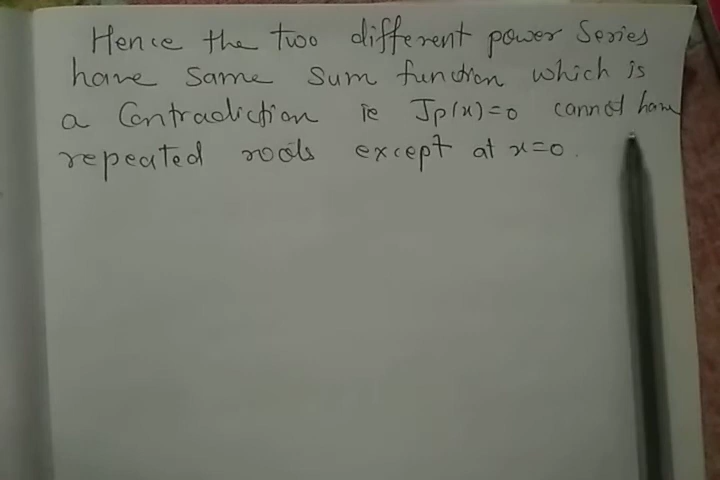 Hence the two different power Series
have same sum function which is
a Contradiction ie Jp(x)=0 cannot have
repeated roots except at x=0.